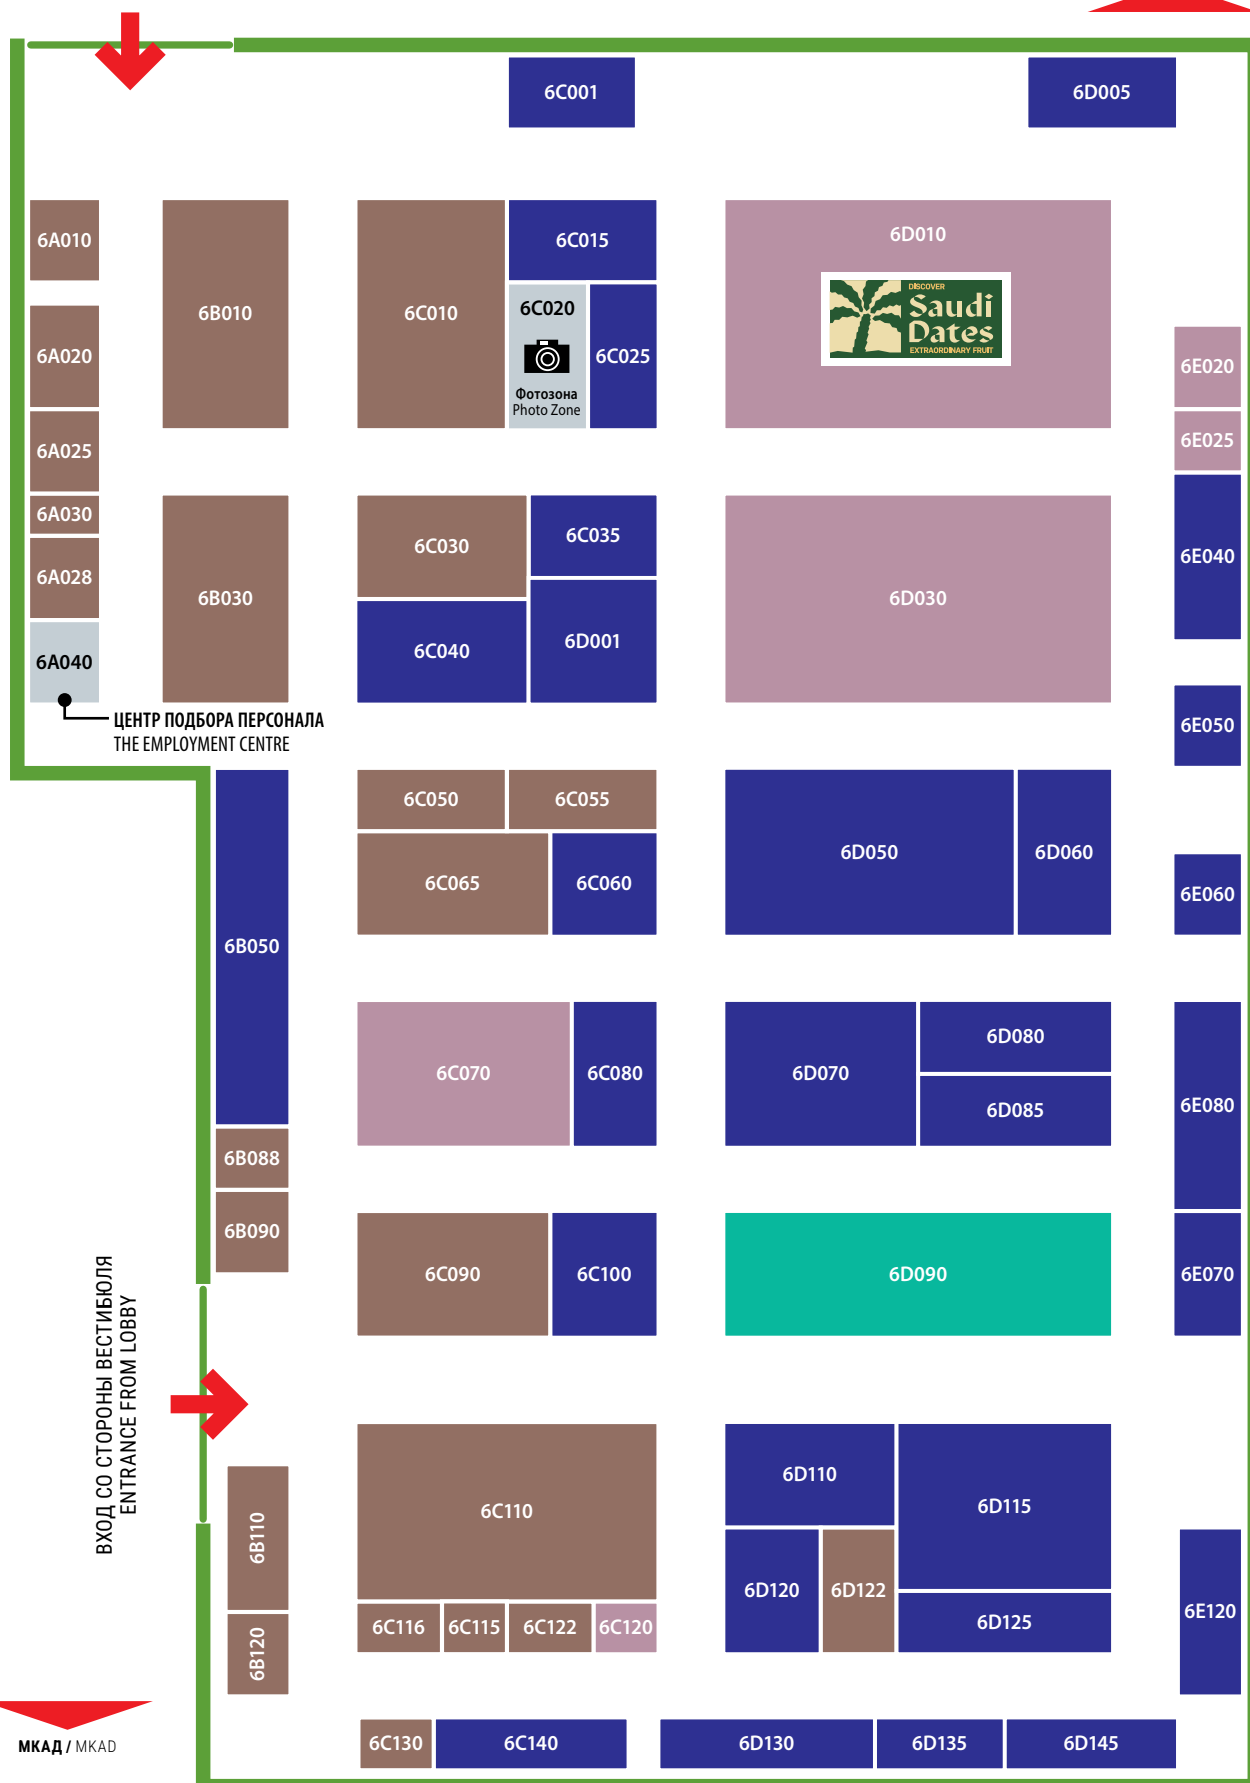 6C001
6D005
6A010
6B010
6C010
6C015
6D010
6C020
6C025
Фотозона
Photo Zone
DISCOVER
Saudi
Dates
EXTRAORDINARY FRUIT
6A020
6E020
6A025
6E025
6A030
6A028
6B030
6C030
6C035
6D030
6E040
6A040
6C040
6D001
ЦЕНТР ПОДБОРА ПЕРСОНАЛА
THE EMPLOYMENT CENTRE
6E050
6C050
6C055
6C065
6C060
6D050
6D060
6E060
6B050
6C070
6C080
6D070
6D080
6D085
6E080
6B088
6B090
6C090
6C100
6D090
6E070
ВХОД СО СТОРОНЫ ВЕСТИБЮЛЯ
ENTRANCE FROM LOBBY
6B110
6C110
6D110
6D115
6B120
6C116
6C115
6C122
6C120
6D120
6D122
6D125
6E120
6C130
6C140
6D130
6D135
6D145
МКАД / MKAD